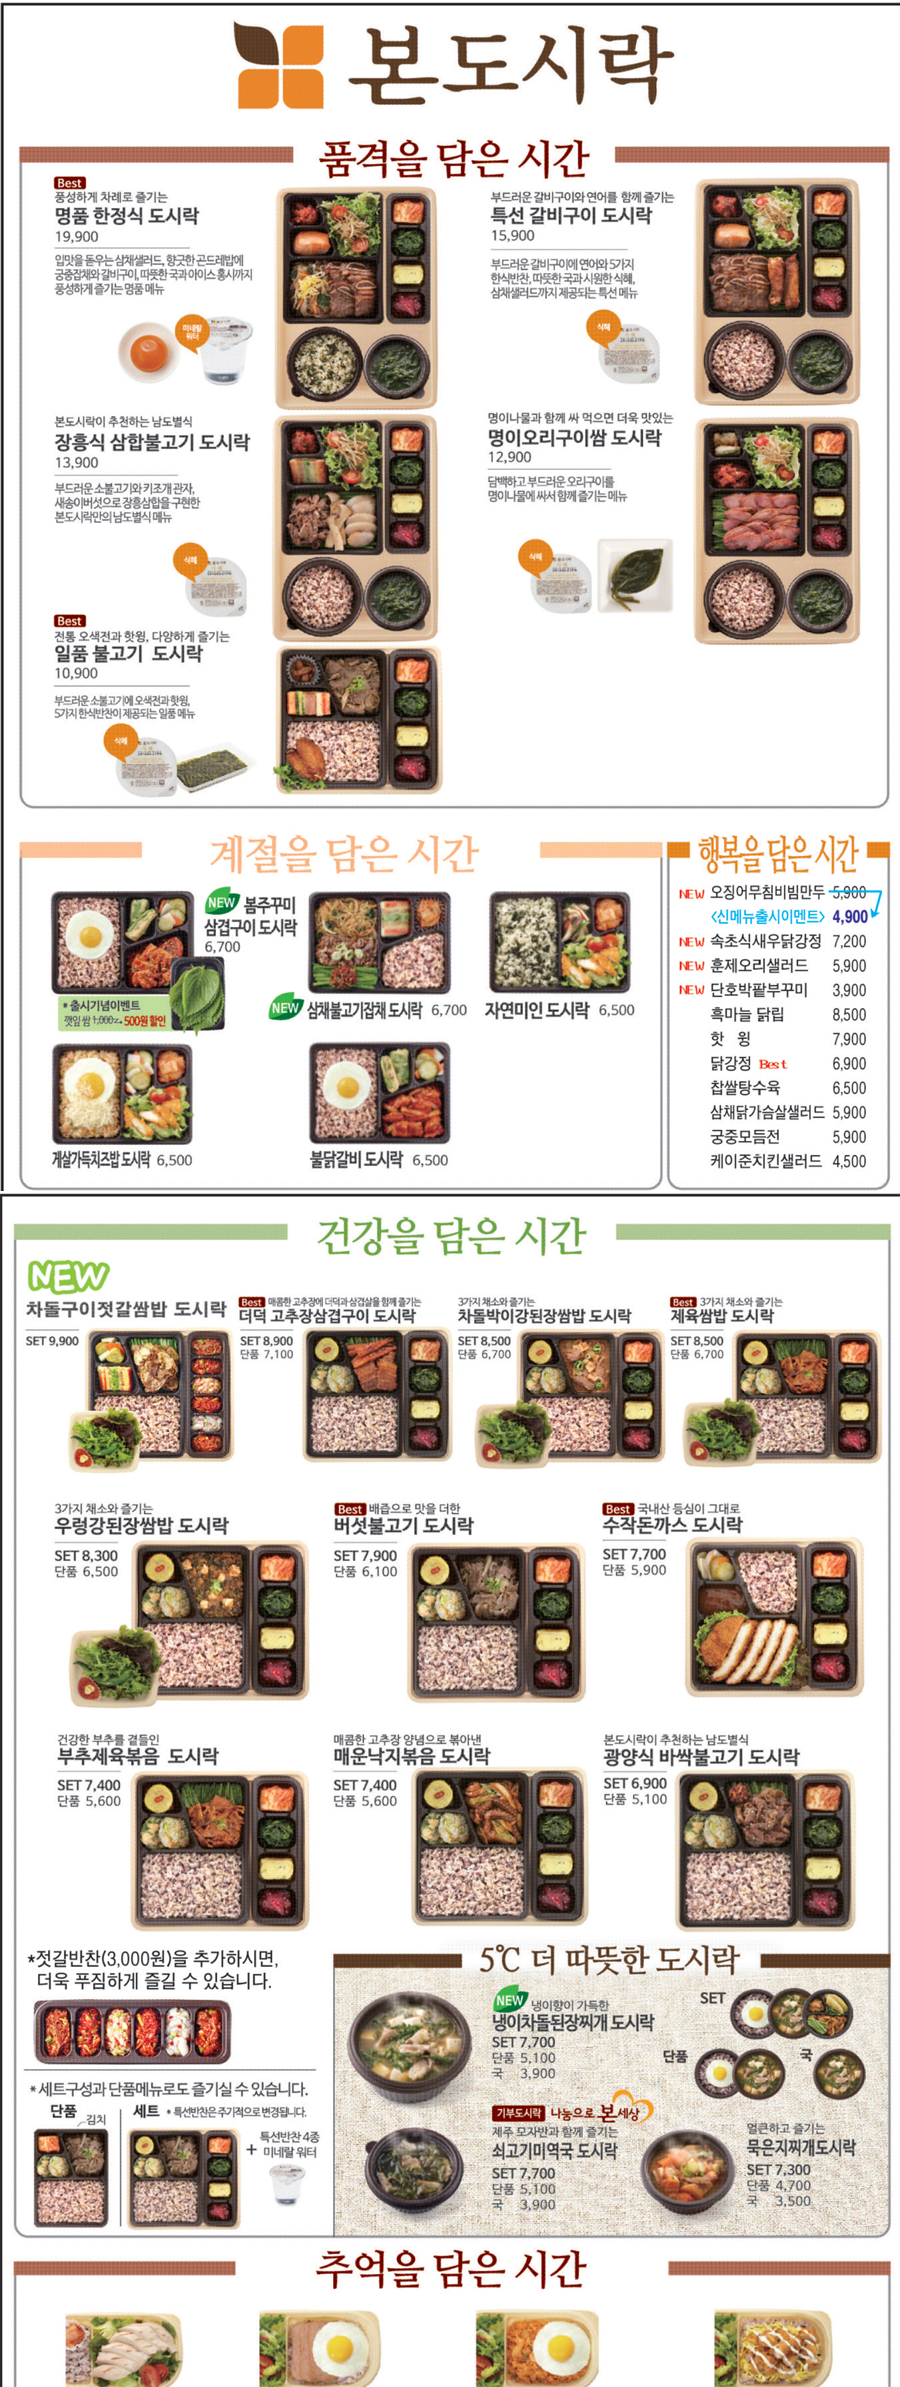 본도시락
품격을 담은 시간
Best
풍성하게 차례로 즐기는
명품 한정식 도시락
19,900
입맛을 돋우는 삼채샐러드, 향긋한 곤드레밥에
궁중잡채와 갈비구이, 따뜻한 국과 아이스 홍시까지
풍성하게 즐기는 명품 메뉴
미네랄
워터
부드러운 갈비구이와 연어를 함께 즐기는
특선 갈비구이 도시락
15,900
부드러운 갈비구이에 연어와 5가지
한식반찬, 따뜻한 국과 시원한 식혜,
삼채샐러드까지 제공되는 특선 메뉴
식혜
본도시락이 추천하는 남도별식
장흥식 삼합불고기 도시락
13,900
부드러운 소불고기와 키조개 관자,
새송이버섯으로 장흥삼합을 구현한
본도시락만의 남도별식 메뉴
식혜
명이나물과 함께 싸 먹으면 더욱 맛있는
명이오리구이쌈 도시락
12,900
담백하고 부드러운 오리구이를
명이나물에 싸서 함께 즐기는 메뉴
식혜
Best
전통 오색전과 핫윙, 다양하게 즐기는
일품 불고기 도시락
10,900
부드러운 소불고기에 오색전과 핫윙,
5가지 한식반찬이 제공되는 일품 메뉴
식혜
계절을 담은 시간
NEW 봄주꾸미
삼겹구이 도시락
6,700
* 출시기념이벤트
깻잎 쌈 1,000 500원 할인
NEW 삼채불고기잡채 도시락 6,700
자연미인 도시락 6,500
게살가득치즈밥 도시락 6,500
불닭갈비 도시락 6,500
행복을 담은 시간
NEW 오징어무침비빔만두 5,900
<신메뉴출시이멘트> 4,900
NEW 속초식새우닭강정 7,200
NEW 훈제오리샐러드 5,900
NEW 단호박팥부꾸미 3,900
흑마늘 닭립 8,500
핫 윙 7,900
닭강정 Best 6,900
찹쌀탕수육 6,500
삼채닭가슴살샐러드 5,900
궁중모듬전 5,900
케이준치킨샐러드 4,500
건강을 담은 시간
NEW
차돌구이젓갈쌈밥 도시락
SET 9,900
Best 매콤한 고추장에 더덕과 삼겹살을 함께 즐기는
더덕 고추장삼겹구이 도시락
SET 8,900
단품 7,100
3가지 채소와 즐기는
차돌박이강된장쌈밥 도시락
SET 8,500
단품 6,700
Best 3가지 채소와 즐기는
제육쌈밥 도시락
SET 8,500
단품 6,700
3가지 채소와 즐기는
우렁강된장쌈밥 도시락
SET 8,300
단품 6,500
Best 배즙으로 맛을 더한
버섯불고기 도시락
SET 7,900
단품 6,100
Best 국내산 등심이 그대로
수작돈까스 도시락
SET 7,700
단품 5,900
건강한 부추를 곁들인
부추제육볶음 도시락
SET 7,400
단품 5,600
매콤한 고추장 양념으로 볶아낸
매운낙지볶음 도시락
SET 7,400
단품 5,600
본도시락이 추천하는 남도별식
광양식 바싹불고기 도시락
SET 6,900
단품 5,100
*젓갈반찬(3,000원)을 추가하시면,
더욱 푸짐하게 즐길 수 있습니다.
* 세트구성과 단품메뉴로도 즐기실 수 있습니다.
단품
김치
세트 * 특선반찬은 주기적으로 변경됩니다.
+ 특선반찬 4종
미네랄 워터
5℃ 더 따뜻한 도시락
NEW 냉이향이 가득한
냉이차돌된장찌개 도시락
SET 7,700
단품 5,100
국 3,900
SET
단품
국
기부도시락 나눔으로 본세상
제주 모자반과 함께 즐기는
쇠고기미역국 도시락
SET 7,700
단품 5,100
국 3,900
얼큰하고 즐기는
묵은지찌개도시락
SET 7,300
단품 4,700
국 3,500
추억을 담은 시간